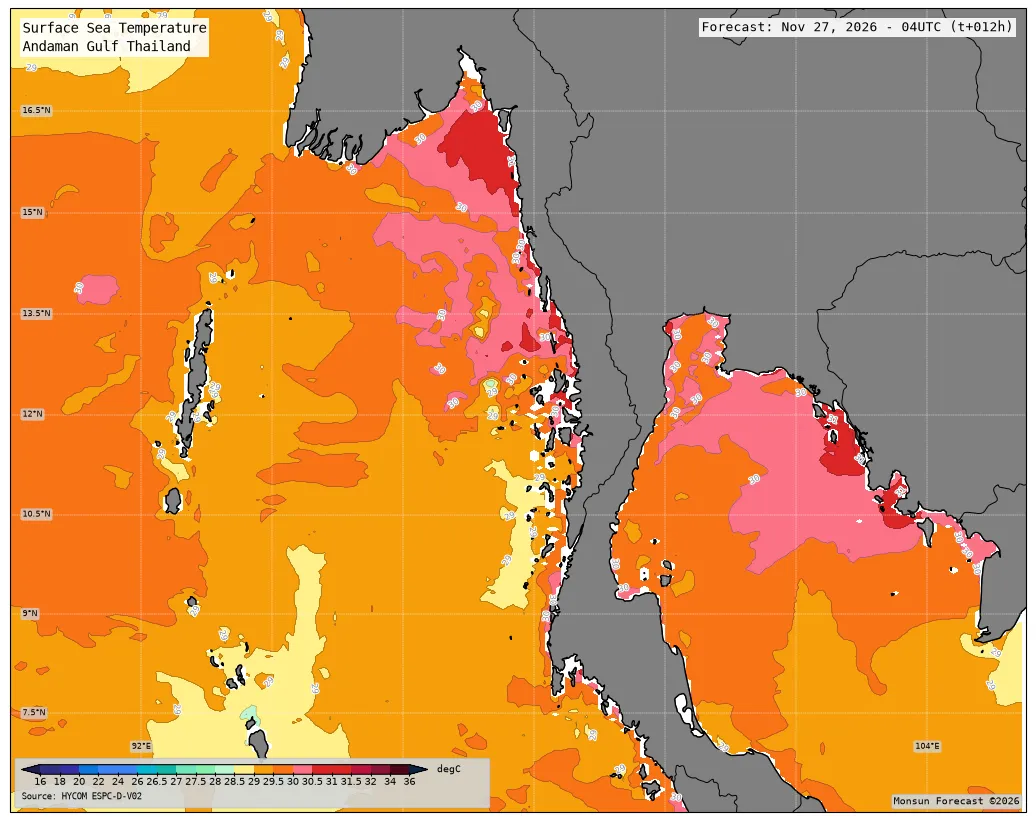 Surface Sea Temperature
Andaman Gulf Thailand
Forecast: Nov 27, 2026 - 04UTC (t+012h)
16.5°N
15°N
13.5°N
12°N
10.5°N
9°N
7.5°N
92°E
104°E
degC
16 18 20 22 24 26 26.5 27 27.5 28 28.5 29 29.5 30 30.5 31 31.5 32 33 34 36
Source: HYCOM ESPC-D-V02
Monsun Forecast ©2026